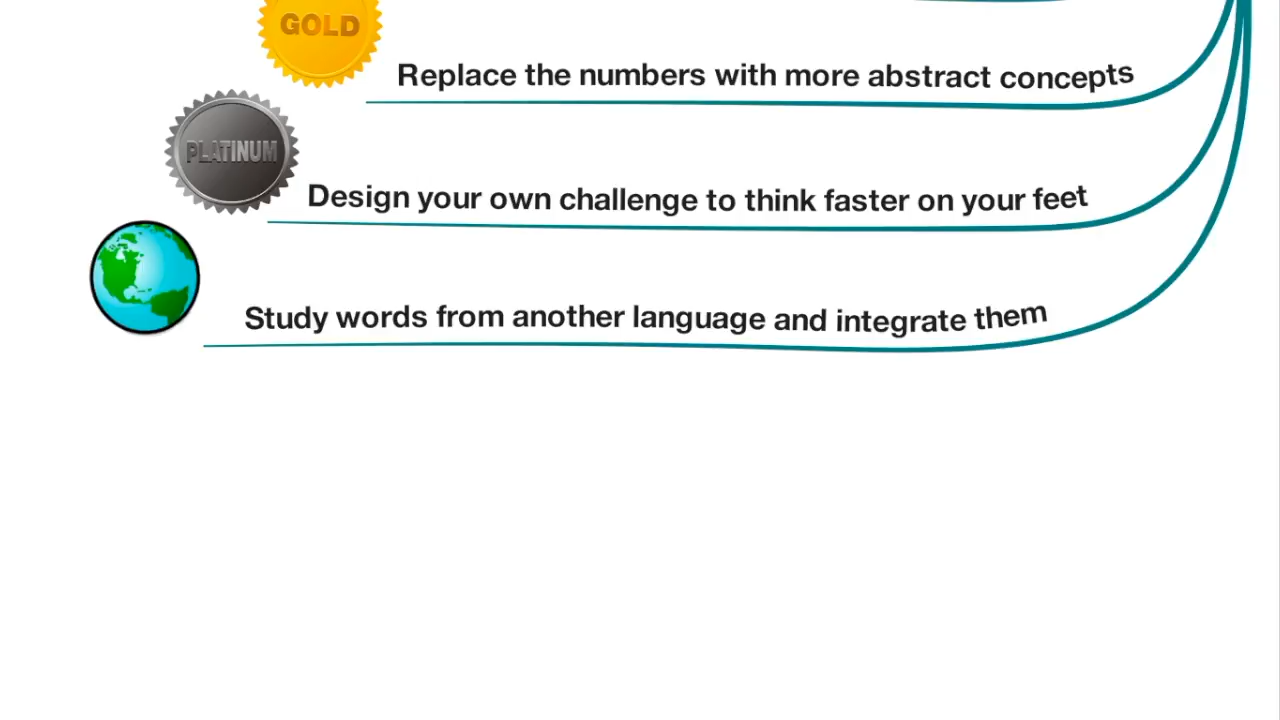 GOLD
Replace the numbers with more abstract concepts
PLATINUM
Design your own challenge to think faster on your feet
Study words from another language and integrate them